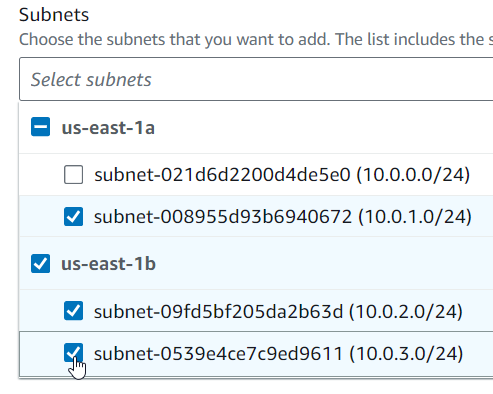 Subnets
Choose the subnets that you want to add. The list includes the s
Select subnets
us-east-1a
subnet-021d6d2200d4de5e0 (10.0.0.0/24)
subnet-008955d93b6940672 (10.0.1.0/24)
us-east-1b
subnet-09fd5bf205da2b63d (10.0.2.0/24)
subnet-0539e4ce7c9ed9611 (10.0.3.0/24)